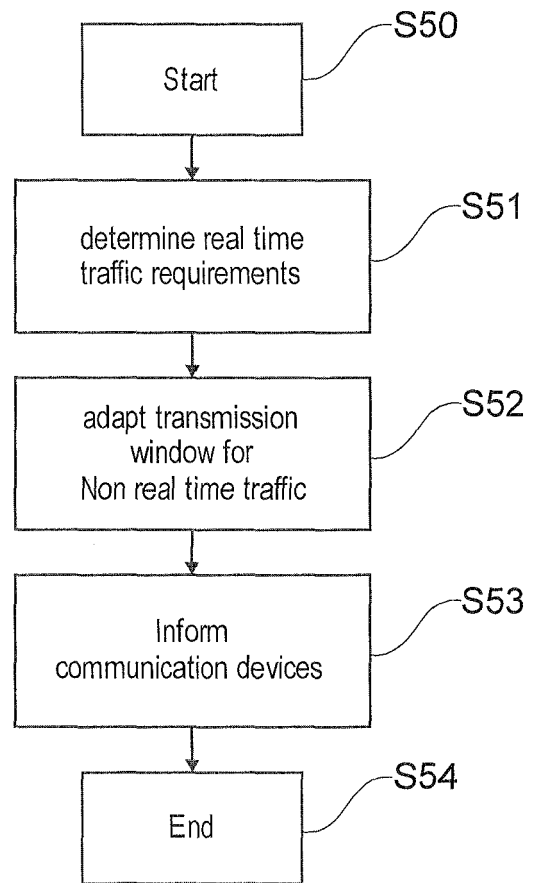 S50
Start
S51
determine real time
traffic requirements
S52
adapt transmission
window for
Non real time traffic
S53
Inform
communication devices
S54
End